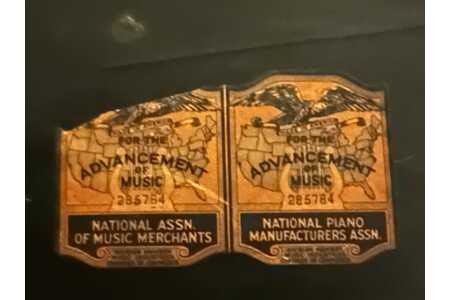 FOR THE
ADVANCEMENT
OF
MUSIC
285784
NATIONAL ASSN.
OF MUSIC MERCHANTS
FOR THE
ADVANCEMENT
OF
MUSIC
285784
NATIONAL PIANO
MANUFACTURERS ASSN.